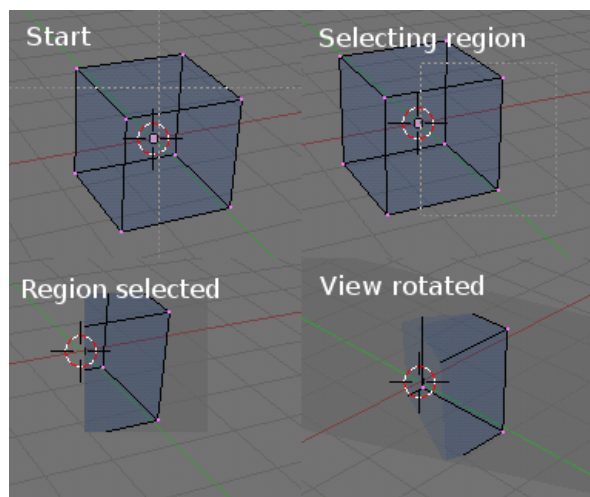 Start
Selecting region
Region selected
View rotated